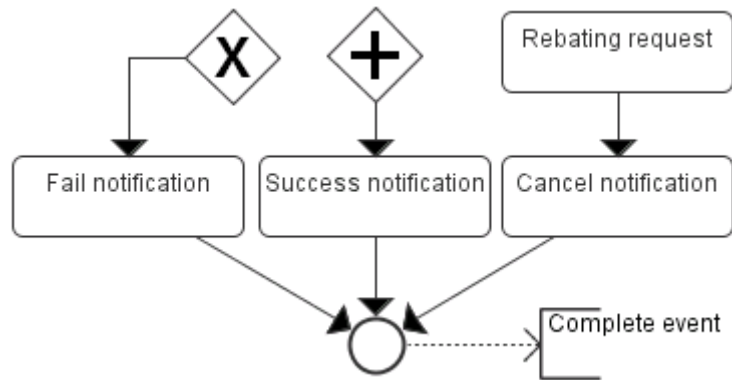 Rebating request
Fail notification
Success notification
Cancel notification
Complete event